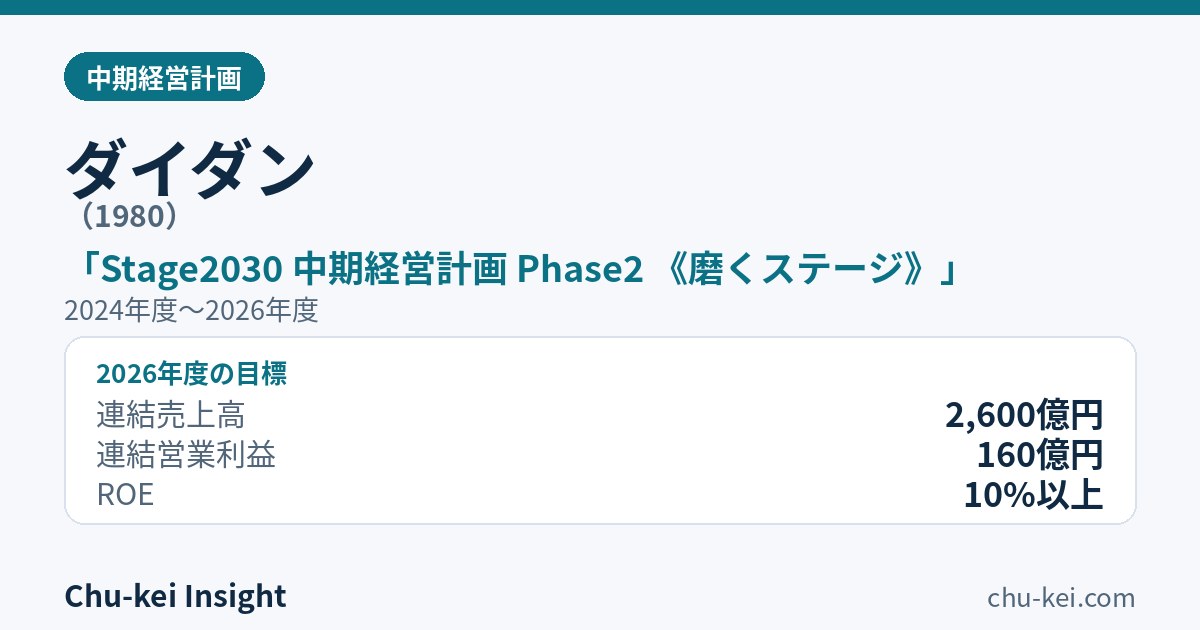 中期経営計画
ダイダン
（1980）
「Stage2030 中期経営計画 Phase2 《磨くステージ》」
2024年度～2026年度
2026年度の目標
連結売上高 2,600億円
連結営業利益 160億円
ROE 10%以上
Chu-kei Insight chu-kei.com